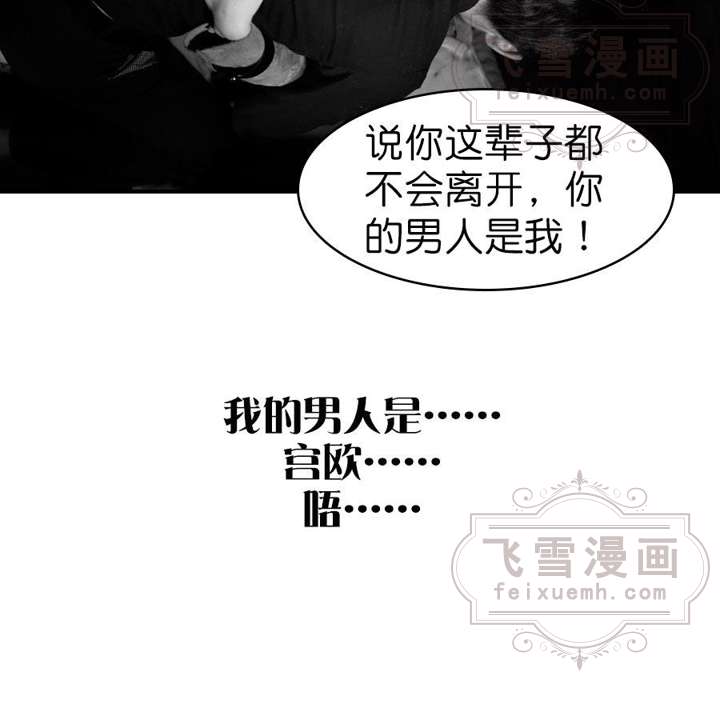 飞雪漫画
feixuemh.com
说你这辈子都
不会离开，你
的男人是我！
我的男人是……
宫欧……
唔……
飞雪漫画
feixuemh.com